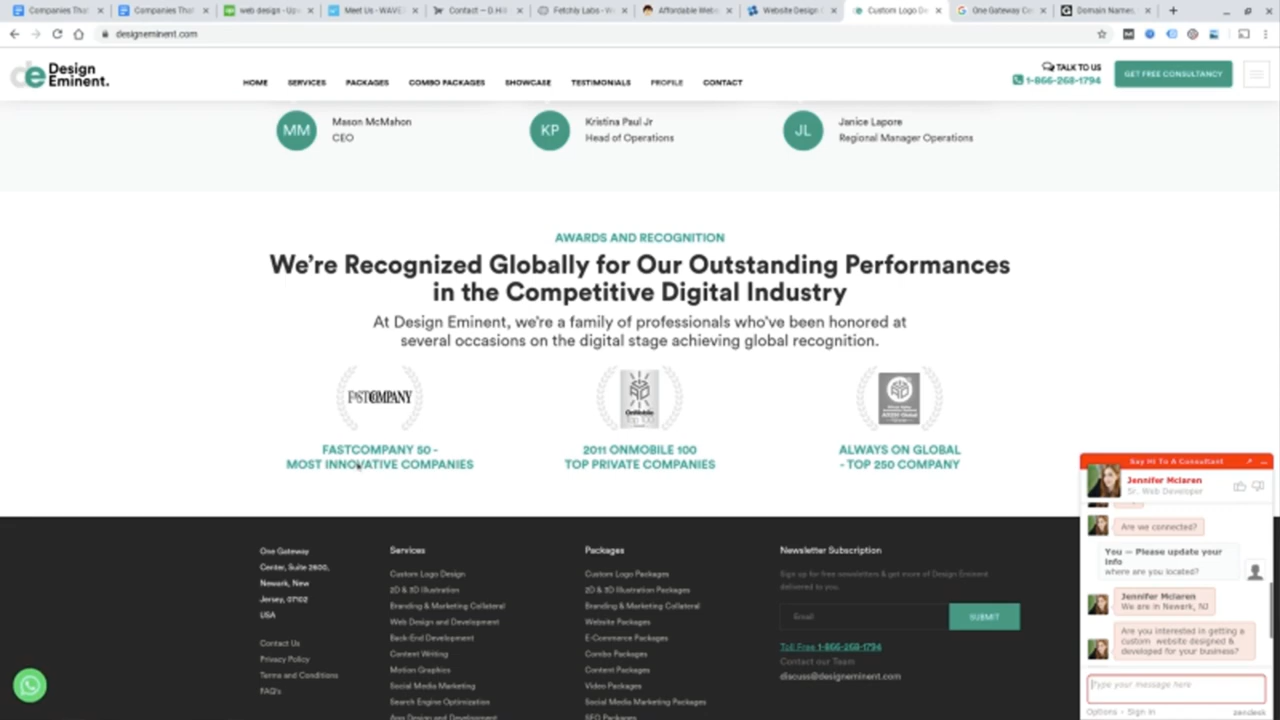 Companies Tha
Companies Tha
web design - Up
Meet Us - WAVE
Contact — D.Hil
Fetchly Labs - W
Affordable Web
Website Design
Custom Logo De
One Gateway Ce
Domain Names,
designeminent.com
de Design
Eminent.
HOME SERVICES PACKAGES COMBO PACKAGES SHOWCASE TESTIMONIALS PROFILE CONTACT
TALK TO US
1-866-268-1794
GET FREE CONSULTANCY
MM
Mason McMahon
CEO
KP
Kristina Paul Jr
Head of Operations
JL
Janice Lapore
Regional Manager Operations
AWARDS AND RECOGNITION
We're Recognized Globally for Our Outstanding Performances
in the Competitive Digital Industry
At Design Eminent, we're a family of professionals who've been honored at
several occasions on the digital stage achieving global recognition.
FAST COMPANY
FASTCOMPANY 50 -
MOST INNOVATIVE COMPANIES
OnMobile
Top 100
2011 ONMOBILE 100
TOP PRIVATE COMPANIES
ALWAYS ON GLOBAL
- TOP 250 COMPANY
One Gateway
Center, Suite 2600,
Newark, New
Jersey, 07102
USA
Contact Us
Privacy Policy
Terms and Conditions
FAQ's
Services
Custom Logo Design
2D & 3D Illustration
Branding & Marketing Collateral
Web Design and Development
Back-End Development
Content Writing
Motion Graphics
Social Media Marketing
Search Engine Optimization
Apps Design and Development
Packages
Custom Logo Packages
2D & 3D Illustration Packages
Branding & Marketing Collateral
Website Packages
E-Commerce Packages
Combo Packages
Content Packages
Video Packages
Social Media Marketing Packages
SEO Packages
Newsletter Subscription
Sign up for free newsletters & get more of Design Eminent
delivered to you.
Email
SUBMIT
Toll Free 1-866-268-1794
Contact our Team
discuss@designeminent.com
Say Hi To A Consultant
Jennifer Mclaren
Sr. Web Developer
Are we connected?
You — Please update your
info
where are you located?
Jennifer Mclaren
We are in Newark, NJ
Are you interested in getting a
custom website designed &
developed for your business?
Type your message here
Options • Sign in
zendesk